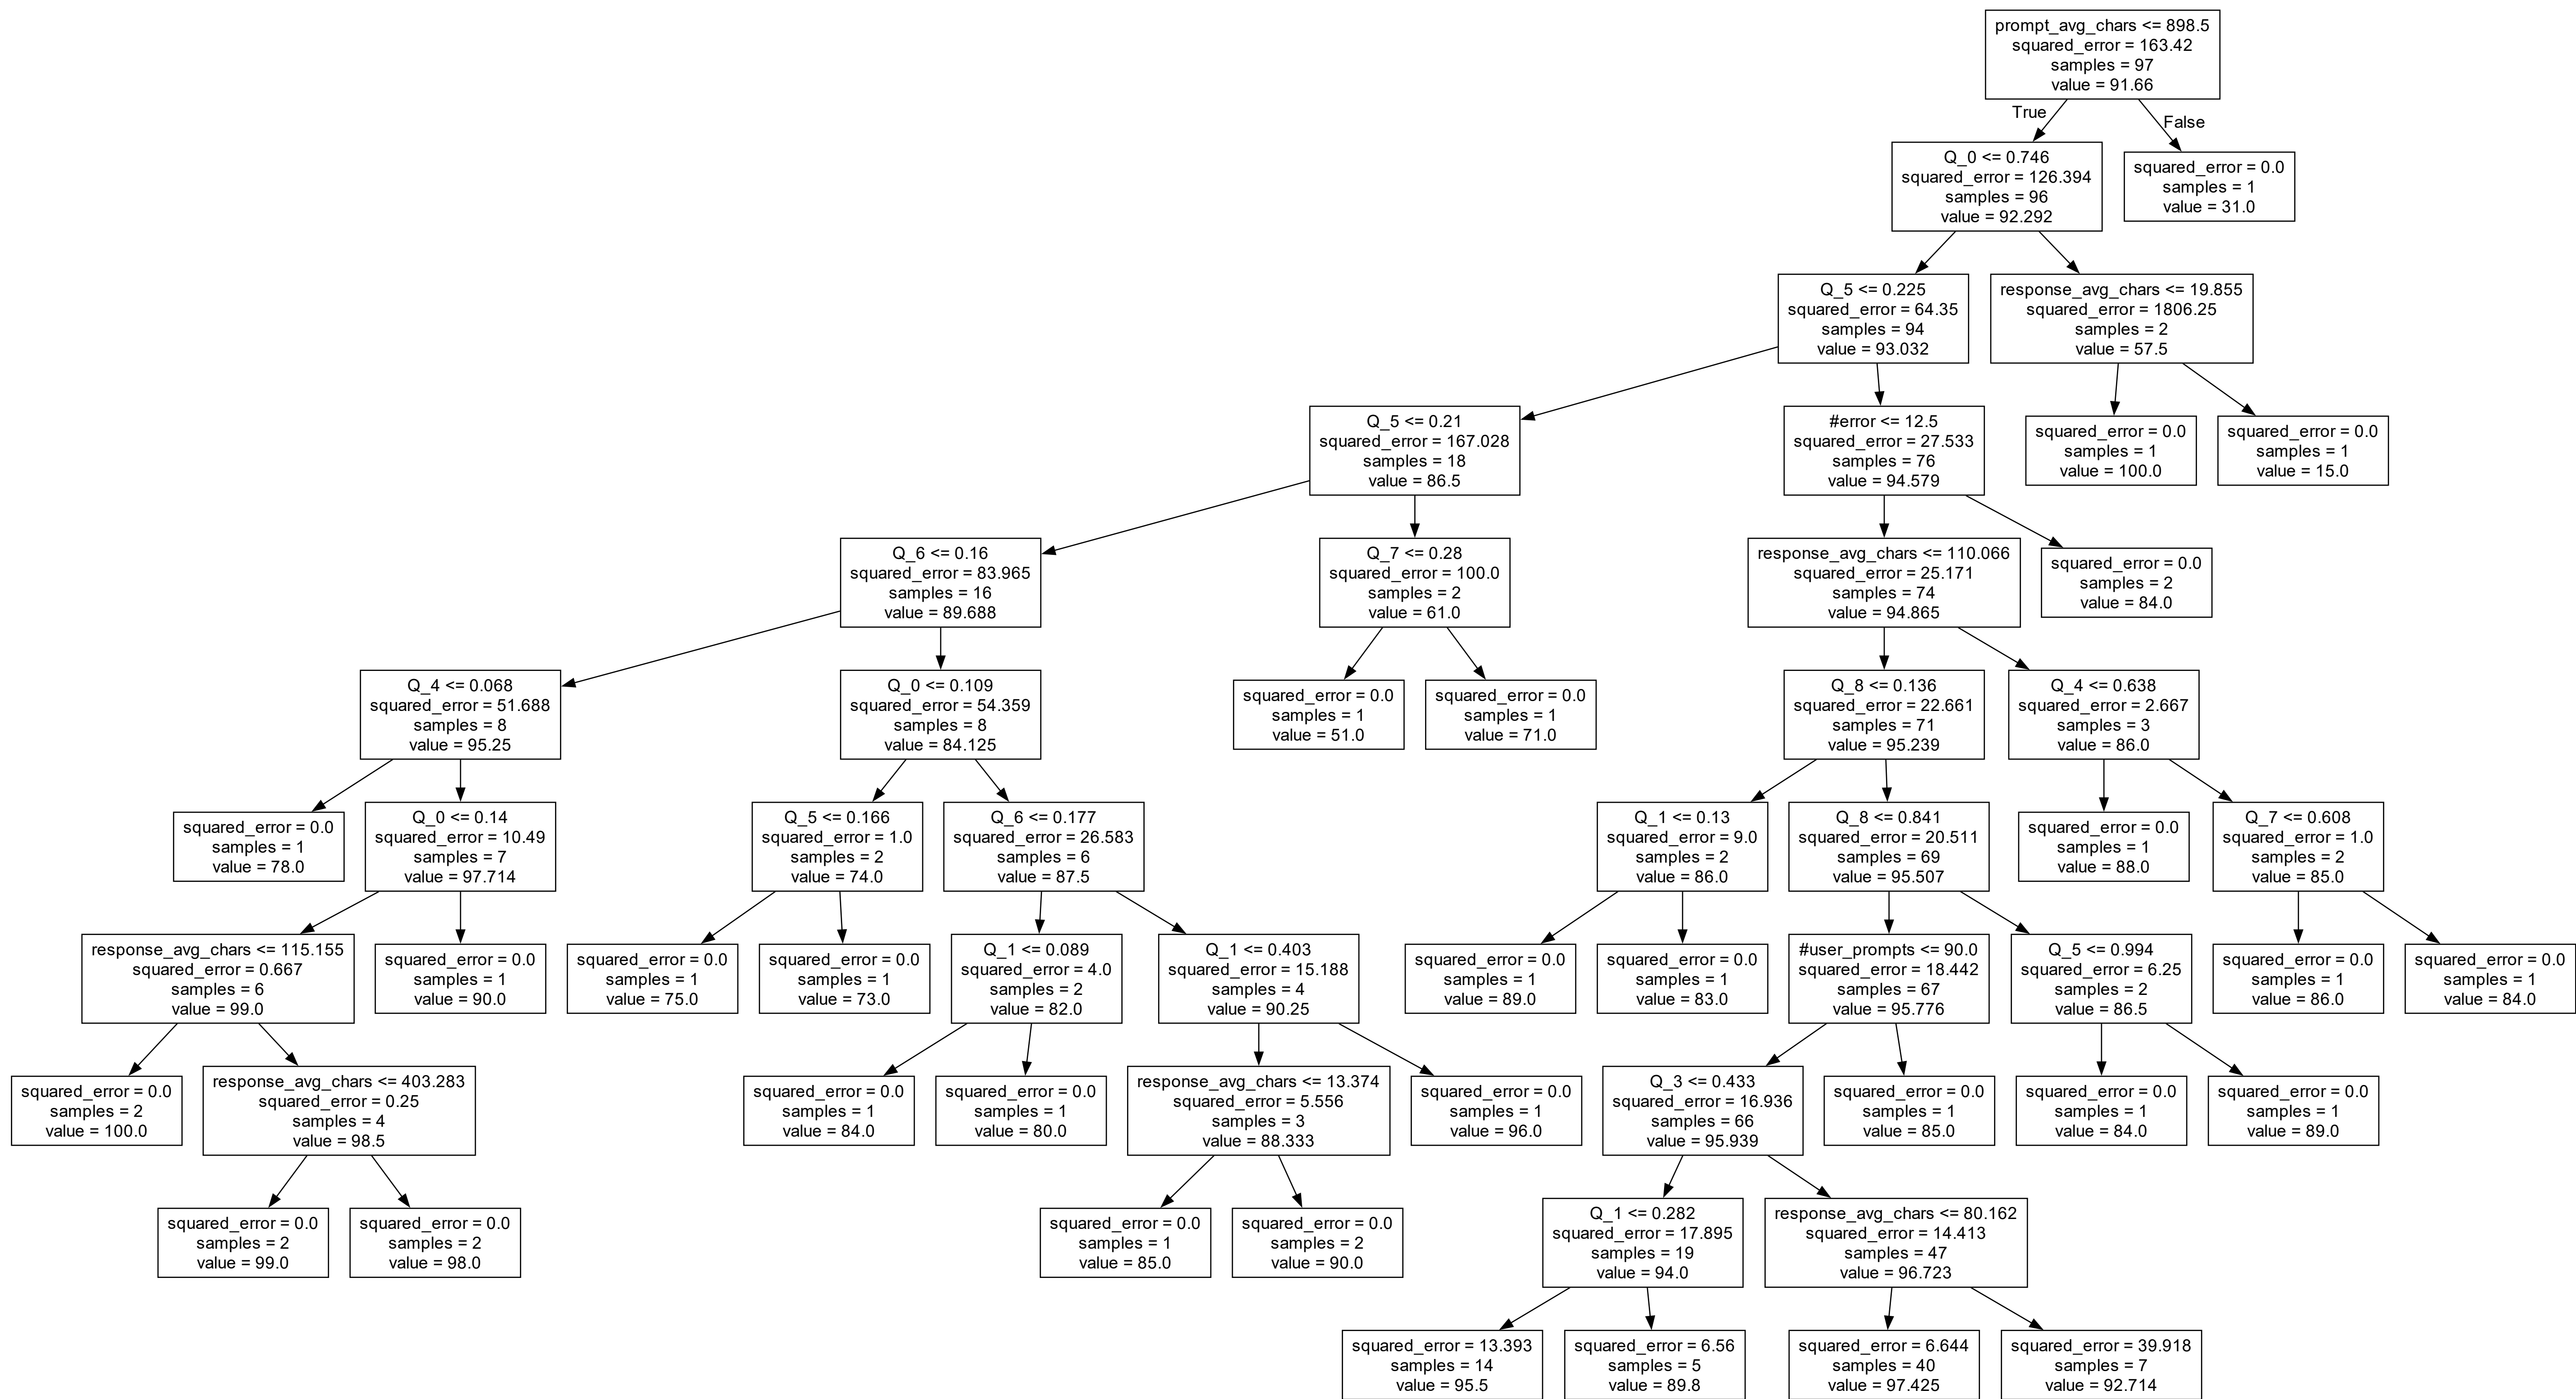 prompt_avg_chars <= 898.5
squared_error = 163.42
samples = 97
value = 91.66
True
False
Q_0 <= 0.746
squared_error = 126.394
samples = 96
value = 92.292
squared_error = 0.0
samples = 1
value = 31.0
Q_5 <= 0.225
squared_error = 64.35
samples = 94
value = 93.032
response_avg_chars <= 19.855
squared_error = 1806.25
samples = 2
value = 57.5
Q_5 <= 0.21
squared_error = 167.028
samples = 18
value = 86.5
#error <= 12.5
squared_error = 27.533
samples = 76
value = 94.579
squared_error = 0.0
samples = 1
value = 100.0
squared_error = 0.0
samples = 1
value = 15.0
Q_6 <= 0.16
squared_error = 83.965
samples = 16
value = 89.688
Q_7 <= 0.28
squared_error = 100.0
samples = 2
value = 61.0
response_avg_chars <= 110.066
squared_error = 25.171
samples = 74
value = 94.865
squared_error = 0.0
samples = 2
value = 84.0
Q_4 <= 0.068
squared_error = 51.688
samples = 8
value = 95.25
Q_0 <= 0.109
squared_error = 54.359
samples = 8
value = 84.125
squared_error = 0.0
samples = 1
value = 51.0
squared_error = 0.0
samples = 1
value = 71.0
Q_8 <= 0.136
squared_error = 22.661
samples = 71
value = 95.239
Q_4 <= 0.638
squared_error = 2.667
samples = 3
value = 86.0
squared_error = 0.0
samples = 1
value = 78.0
Q_0 <= 0.14
squared_error = 10.49
samples = 7
value = 97.714
Q_5 <= 0.166
squared_error = 1.0
samples = 2
value = 74.0
Q_6 <= 0.177
squared_error = 26.583
samples = 6
value = 87.5
Q_1 <= 0.13
squared_error = 9.0
samples = 2
value = 86.0
Q_8 <= 0.841
squared_error = 20.511
samples = 69
value = 95.507
squared_error = 0.0
samples = 1
value = 88.0
Q_7 <= 0.608
squared_error = 1.0
samples = 2
value = 85.0
response_avg_chars <= 115.155
squared_error = 0.667
samples = 6
value = 99.0
squared_error = 0.0
samples = 1
value = 90.0
squared_error = 0.0
samples = 1
value = 75.0
squared_error = 0.0
samples = 1
value = 73.0
Q_1 <= 0.089
squared_error = 4.0
samples = 2
value = 82.0
Q_1 <= 0.403
squared_error = 15.188
samples = 4
value = 90.25
squared_error = 0.0
samples = 1
value = 89.0
squared_error = 0.0
samples = 1
value = 83.0
#user_prompts <= 90.0
squared_error = 18.442
samples = 67
value = 95.776
Q_5 <= 0.994
squared_error = 6.25
samples = 2
value = 86.5
squared_error = 0.0
samples = 1
value = 86.0
squared_error = 0.0
samples = 1
value = 84.0
squared_error = 0.0
samples = 2
value = 100.0
response_avg_chars <= 403.283
squared_error = 0.25
samples = 4
value = 98.5
squared_error = 0.0
samples = 1
value = 84.0
squared_error = 0.0
samples = 1
value = 80.0
response_avg_chars <= 13.374
squared_error = 5.556
samples = 3
value = 88.333
squared_error = 0.0
samples = 1
value = 96.0
Q_3 <= 0.433
squared_error = 16.936
samples = 66
value = 95.939
squared_error = 0.0
samples = 1
value = 85.0
squared_error = 0.0
samples = 1
value = 84.0
squared_error = 0.0
samples = 1
value = 89.0
squared_error = 0.0
samples = 2
value = 99.0
squared_error = 0.0
samples = 2
value = 98.0
squared_error = 0.0
samples = 1
value = 85.0
squared_error = 0.0
samples = 2
value = 90.0
Q_1 <= 0.282
squared_error = 17.895
samples = 19
value = 94.0
response_avg_chars <= 80.162
squared_error = 14.413
samples = 47
value = 96.723
squared_error = 13.393
samples = 14
value = 95.5
squared_error = 6.56
samples = 5
value = 89.8
squared_error = 6.644
samples = 40
value = 97.425
squared_error = 39.918
samples = 7
value = 92.714